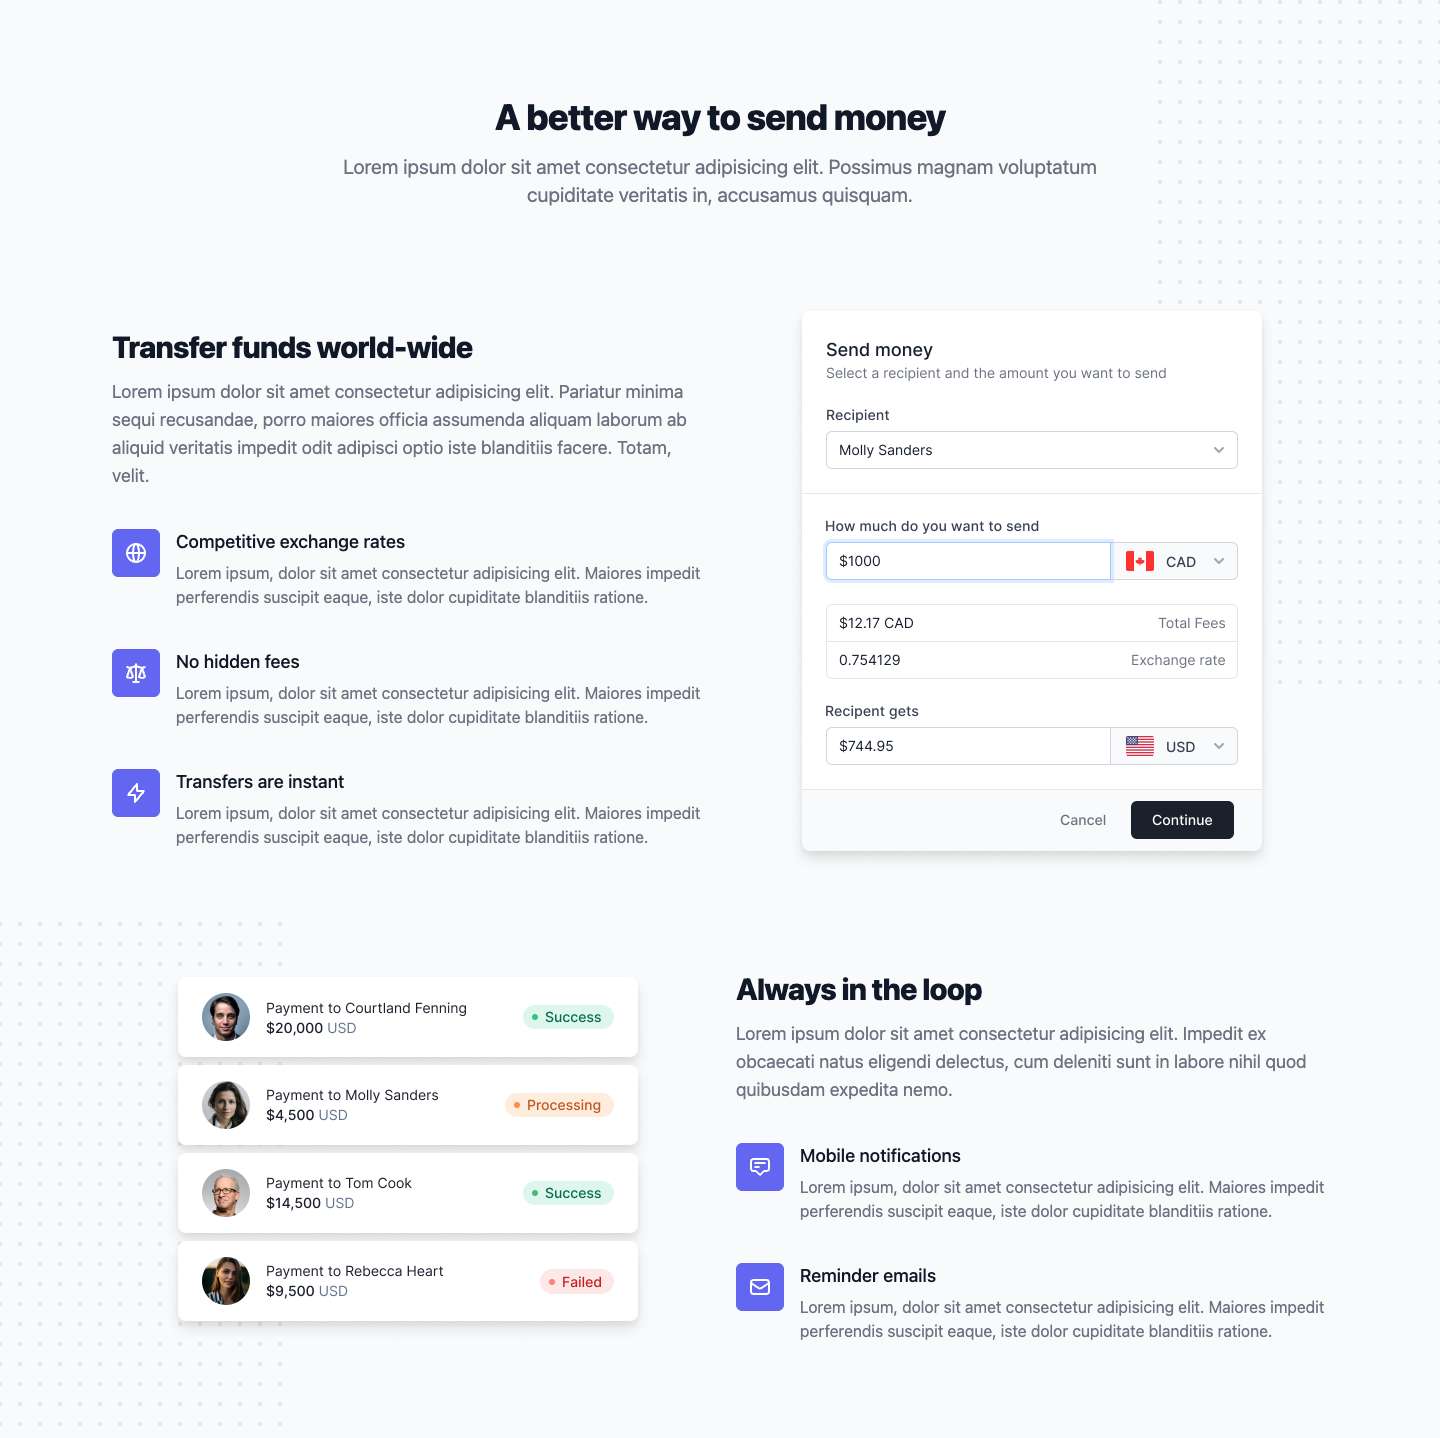 A better way to send money
Lorem ipsum dolor sit amet consectetur adipisicing elit. Possimus magnam voluptatum
cupiditate veritatis in, accusamus quisquam.
Transfer funds world-wide
Lorem ipsum dolor sit amet consectetur adipisicing elit. Pariatur minima
sequi recusandae, porro maiores officia assumenda aliquam laborum ab
aliquid veritatis impedit odit adipisci optio iste blanditiis facere. Totam,
velit.
Competitive exchange rates
Lorem ipsum, dolor sit amet consectetur adipisicing elit. Maiores impedit
perferendis suscipit eaque, iste dolor cupiditate blanditiis ratione.
No hidden fees
Lorem ipsum, dolor sit amet consectetur adipisicing elit. Maiores impedit
perferendis suscipit eaque, iste dolor cupiditate blanditiis ratione.
Transfers are instant
Lorem ipsum, dolor sit amet consectetur adipisicing elit. Maiores impedit
perferendis suscipit eaque, iste dolor cupiditate blanditiis ratione.
Send money
Select a recipient and the amount you want to send
Recipient
Molly Sanders
How much do you want to send
$1000 CAD
$12.17 CAD Total Fees
0.754129 Exchange rate
Recipent gets
$744.95 USD
Cancel Continue
Payment to Courtland Fenning
$20,000 USD
Success
Payment to Molly Sanders
$4,500 USD
Processing
Payment to Tom Cook
$14,500 USD
Success
Payment to Rebecca Heart
$9,500 USD
Failed
Always in the loop
Lorem ipsum dolor sit amet consectetur adipisicing elit. Impedit ex
obcaecati natus eligendi delectus, cum deleniti sunt in labore nihil quod
quibusdam expedita nemo.
Mobile notifications
Lorem ipsum, dolor sit amet consectetur adipisicing elit. Maiores impedit
perferendis suscipit eaque, iste dolor cupiditate blanditiis ratione.
Reminder emails
Lorem ipsum, dolor sit amet consectetur adipisicing elit. Maiores impedit
perferendis suscipit eaque, iste dolor cupiditate blanditiis ratione.